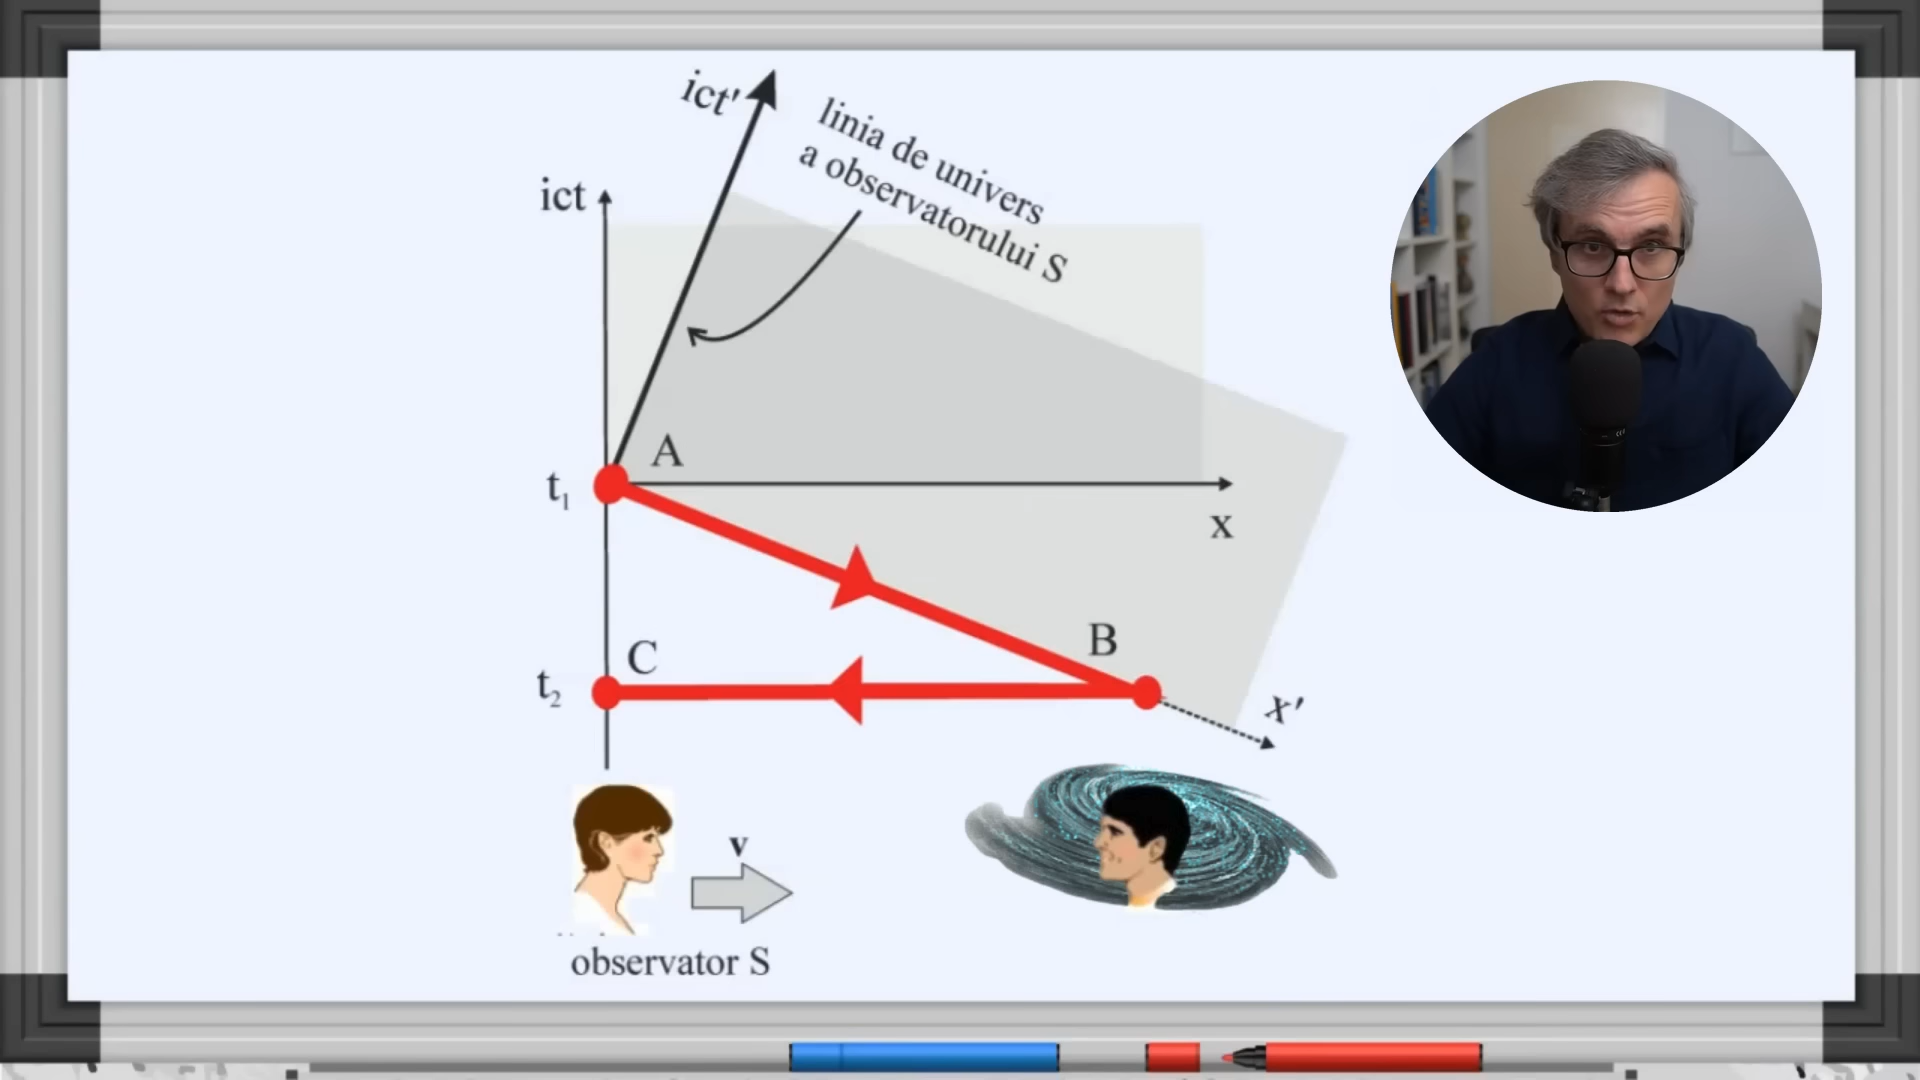 ict'
linia de univers
a observatorului S
ict
A
t₁
x
B
C
t₂
x'
v
observator S